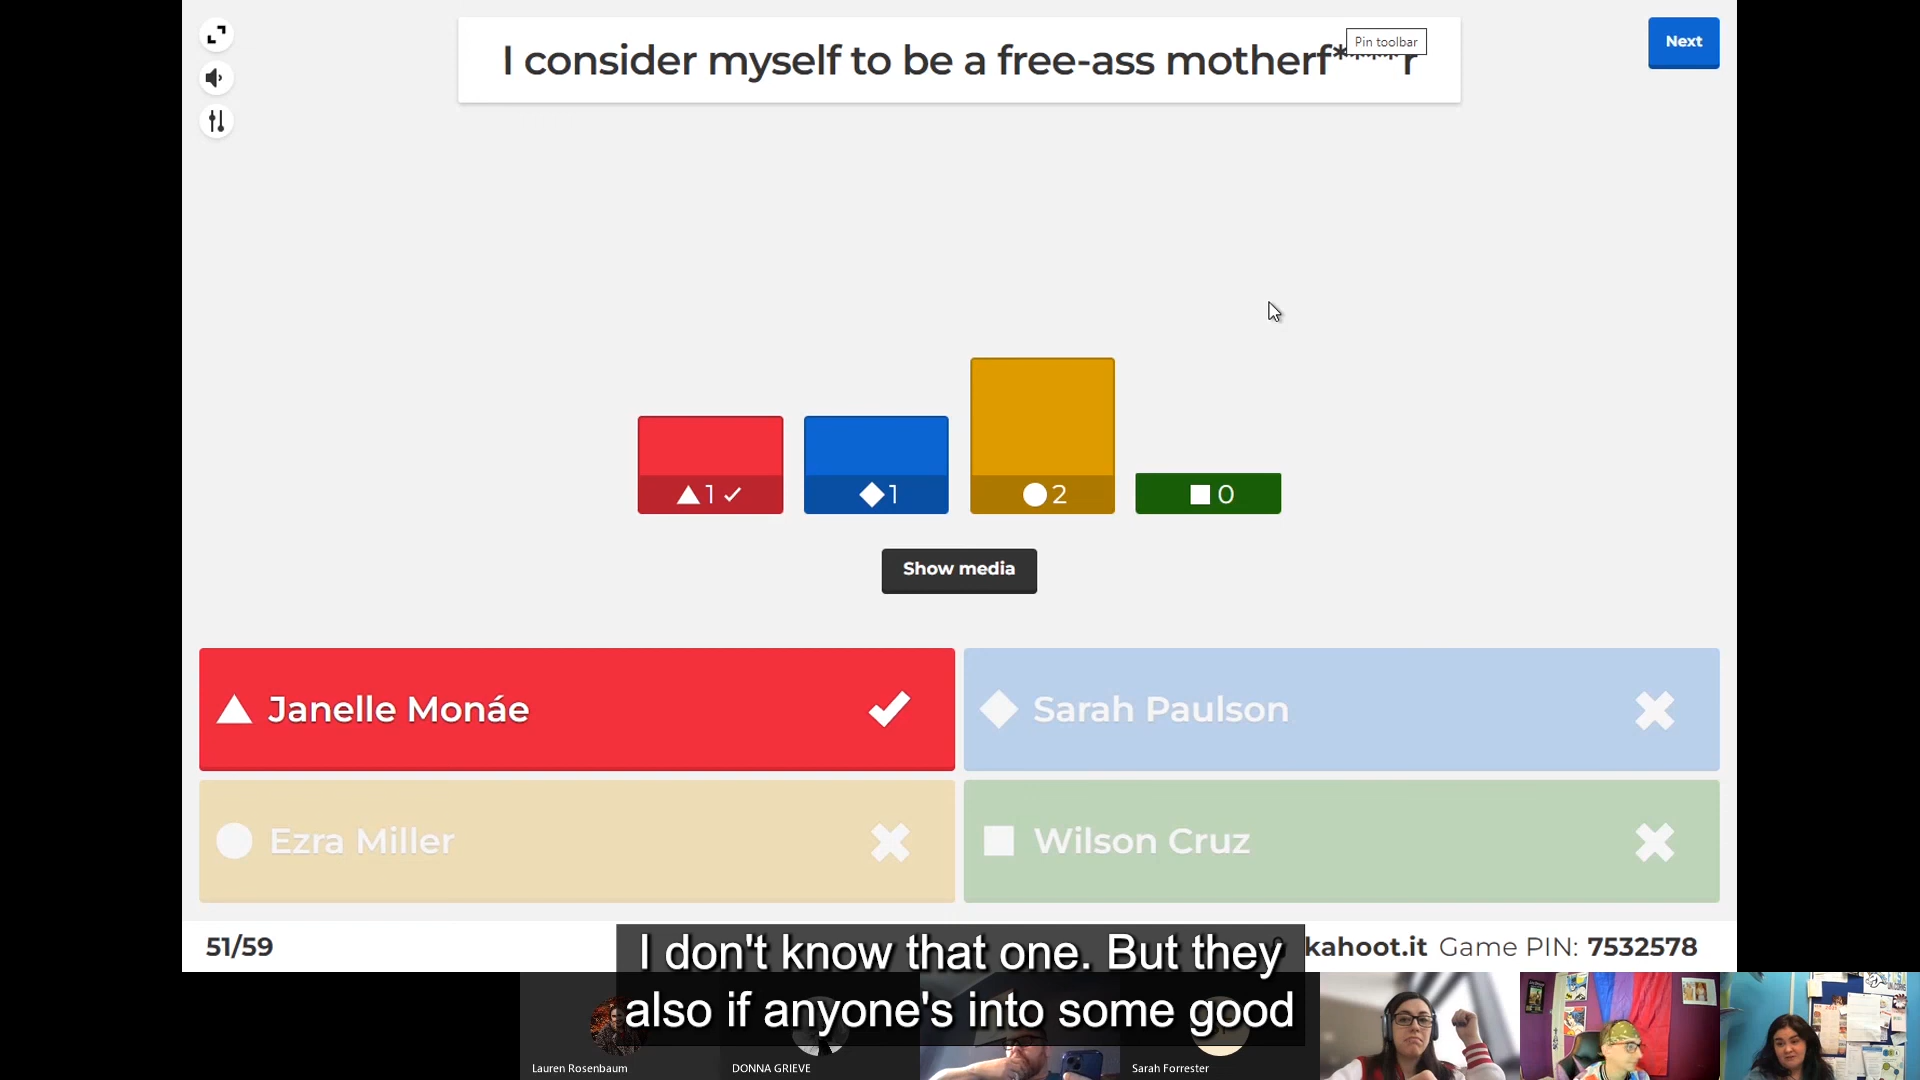 I consider myself to be a free-ass motherf****r
Pin toolbar
Next
1
1
2
0
Show media
Janelle Monáe
Sarah Paulson
Ezra Miller
Wilson Cruz
51/59
kahoot.it Game PIN: 7532578
I don't know that one. But they
also if anyone's into some good
Lauren Rosenbaum
DONNA GRIEVE
Sarah Forrester